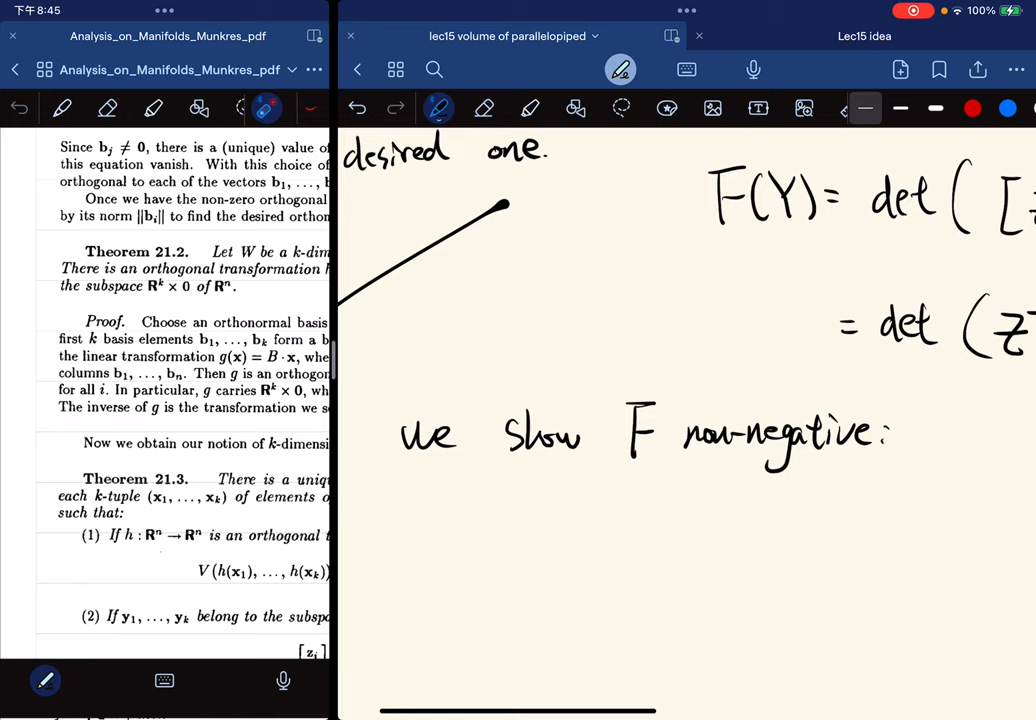 下午 8:45
100%
Analysis_on_Manifolds_Munkres_pdf
lec15 volume of parallelopiped
Lec15 idea
Analysis_on_Manifolds_Munkres_pdf
Since b_j ≠ 0, there is a (unique) value of
this equation vanish. With this choice of
orthogonal to each of the vectors b_1, ..., b
Once we have the non-zero orthogonal
by its norm ||b_i|| to find the desired orthon
Theorem 21.2. Let W be a k-dim
There is an orthogonal transformation h
the subspace R^k × 0 of R^n.
Proof. Choose an orthonormal basis
first k basis elements b_1, ..., b_k form a b
the linear transformation g(x) = B · x, whe
columns b_1, ..., b_n. Then g is an orthogon
for all i. In particular, g carries R^k × 0, wh
The inverse of g is the transformation we s
Now we obtain our notion of k-dimensi
Theorem 21.3. There is a uniq
each k-tuple (x_1, ..., x_k) of elements o
such that:
(1) If h : R^n → R^n is an orthogonal t
V(h(x_1), ..., h(x_k))
(2) If y_1, ..., y_k belong to the subspa
[z_i]
desired one.
F(Y) = det ( [z
= det (z
we show F non-negative: